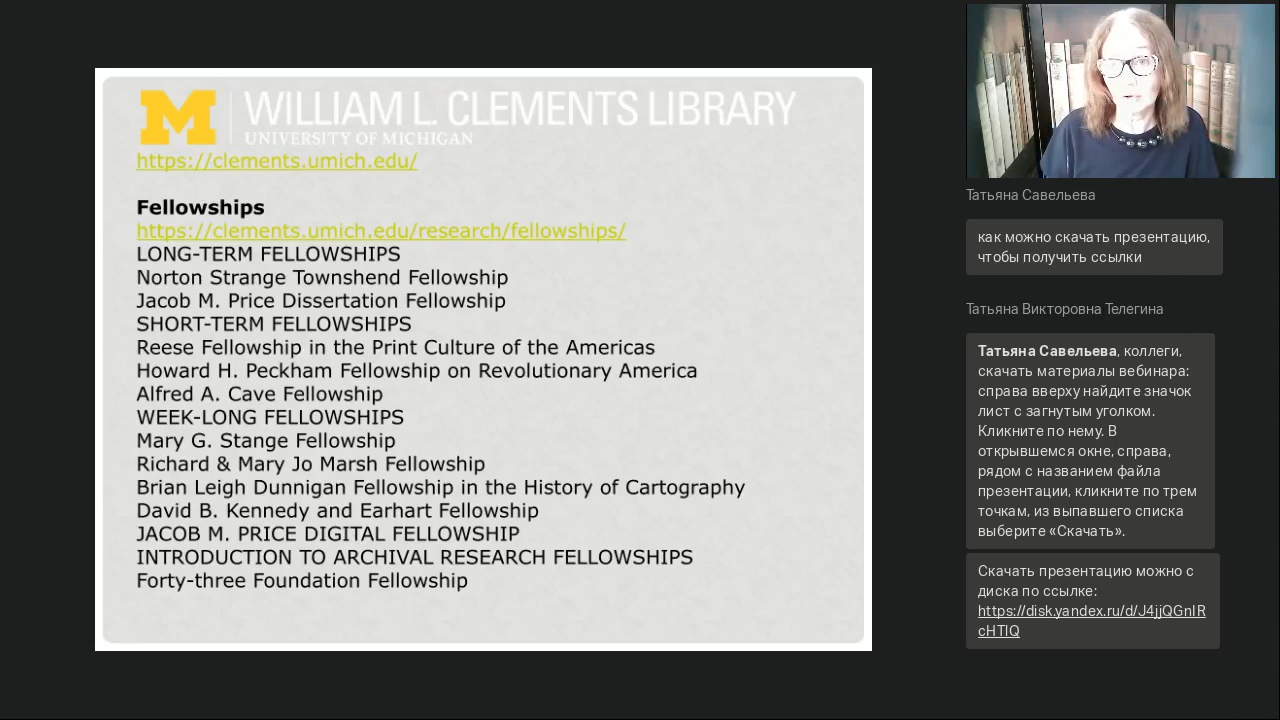 WILLIAM L. CLEMENTS LIBRARY
UNIVERSITY OF MICHIGAN
https://clements.umich.edu/
Fellowships
https://clements.umich.edu/research/fellowships/
LONG-TERM FELLOWSHIPS
Norton Strange Townshend Fellowship
Jacob M. Price Dissertation Fellowship
SHORT-TERM FELLOWSHIPS
Reese Fellowship in the Print Culture of the Americas
Howard H. Peckham Fellowship on Revolutionary America
Alfred A. Cave Fellowship
WEEK-LONG FELLOWSHIPS
Mary G. Stange Fellowship
Richard & Mary Jo Marsh Fellowship
Brian Leigh Dunnigan Fellowship in the History of Cartography
David B. Kennedy and Earhart Fellowship
JACOB M. PRICE DIGITAL FELLOWSHIP
INTRODUCTION TO ARCHIVAL RESEARCH FELLOWSHIPS
Forty-three Foundation Fellowship
Татьяна Савельева
как можно скачать презентацию,
чтобы получить ссылки
Татьяна Викторовна Телегина
Татьяна Савельева, коллеги,
скачать материалы вебинара:
справа вверху найдите значок
лист с загнутым уголком.
Кликните по нему. В
открывшемся окне, справа,
рядом с названием файла
презентации, кликните по трем
точкам, из выпавшего списка
выберите «Скачать».
Скачать презентацию можно с
диска по ссылке:
https://disk.yandex.ru/d/J4jjQGnIR
cHTlQ